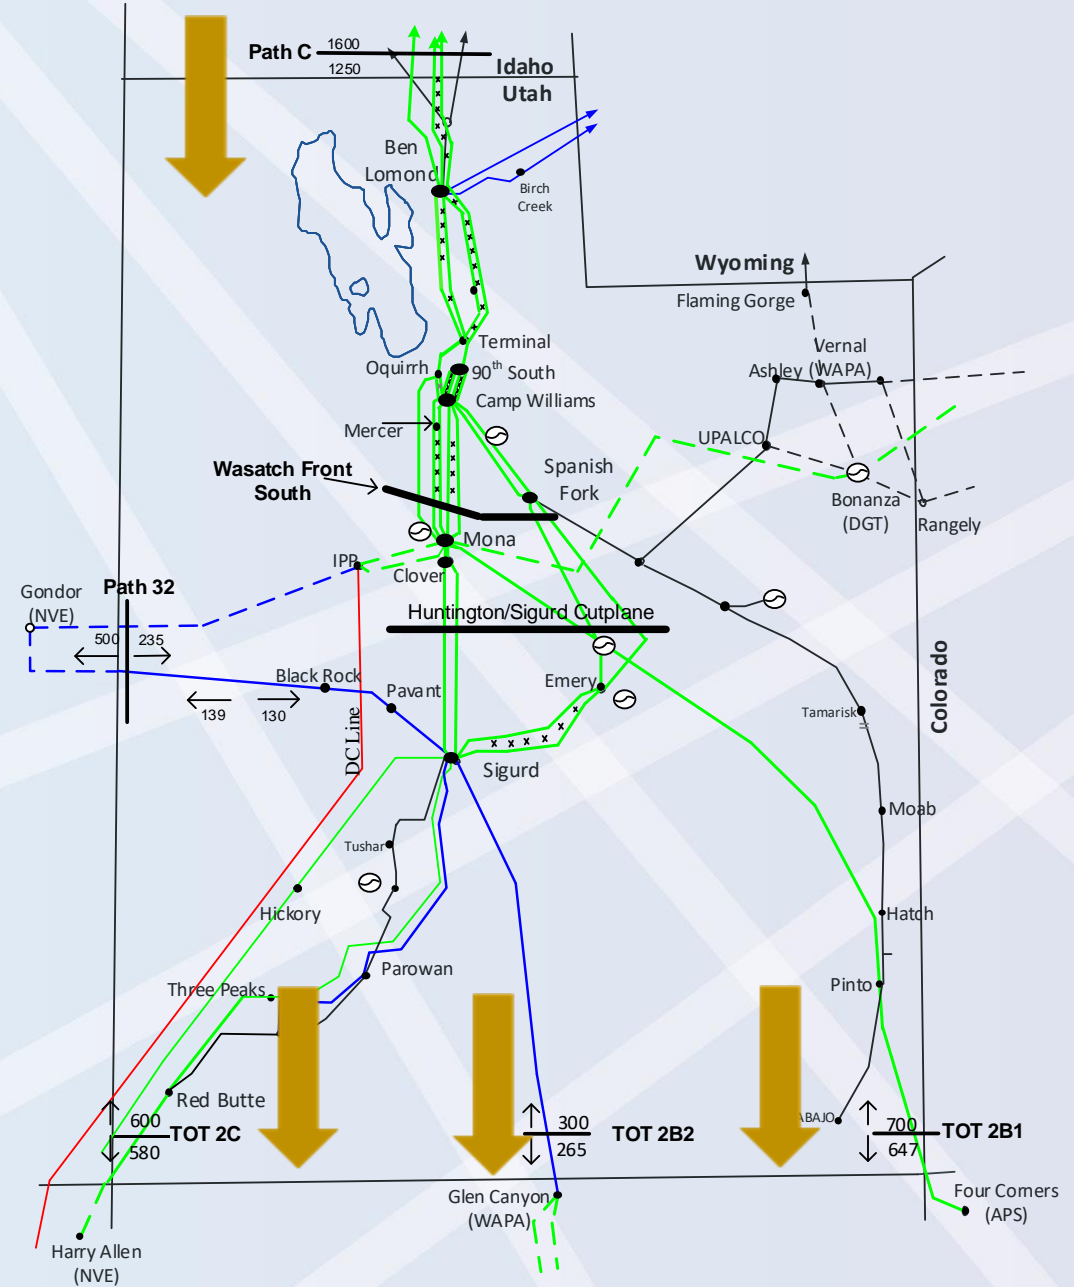 Path C
1600
1250
Idaho
Utah
Ben
Lomond
Birch
Creek
Wyoming
Flaming Gorge
Terminal
Oquirrh
90th South
Camp Williams
Mercer
Vernal
Ashley (WAPA)
UPALCO
Wasatch Front
South
Spanish
Fork
Bonanza
(DGT)
Rangely
Mona
IPP
Clover
Gondor
(NVE)
Path 32
Huntington/Sigurd Cutplane
500
235
Black Rock
Emery
Pavant
139
130
Tamarisk
Colorado
DC Line
Sigurd
Moab
Tushar
Hickory
Hatch
Parowan
Three Peaks
Pinto
Red Butte
600
TOT 2C
580
300
TOT 2B2
265
ABAJO
700
TOT 2B1
647
Glen Canyon
(WAPA)
Four Corners
(APS)
Harry Allen
(NVE)